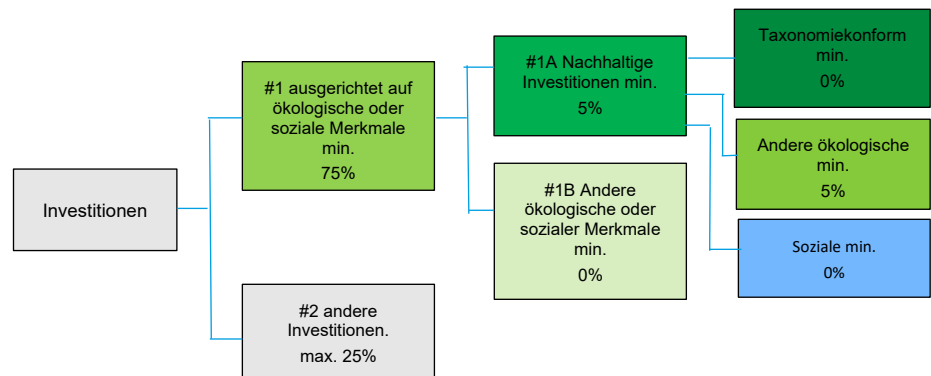 Investitionen
#1 ausgerichtet auf
ökologische oder
soziale Merkmale
min.
75%
#2 andere
Investitionen.
max. 25%
#1A Nachhaltige
Investitionen min.
5%
#1B Andere
ökologische oder
sozialer Merkmale
min.
0%
Taxonomiekonform
min.
0%
Andere ökologische
min.
5%
Soziale min.
0%